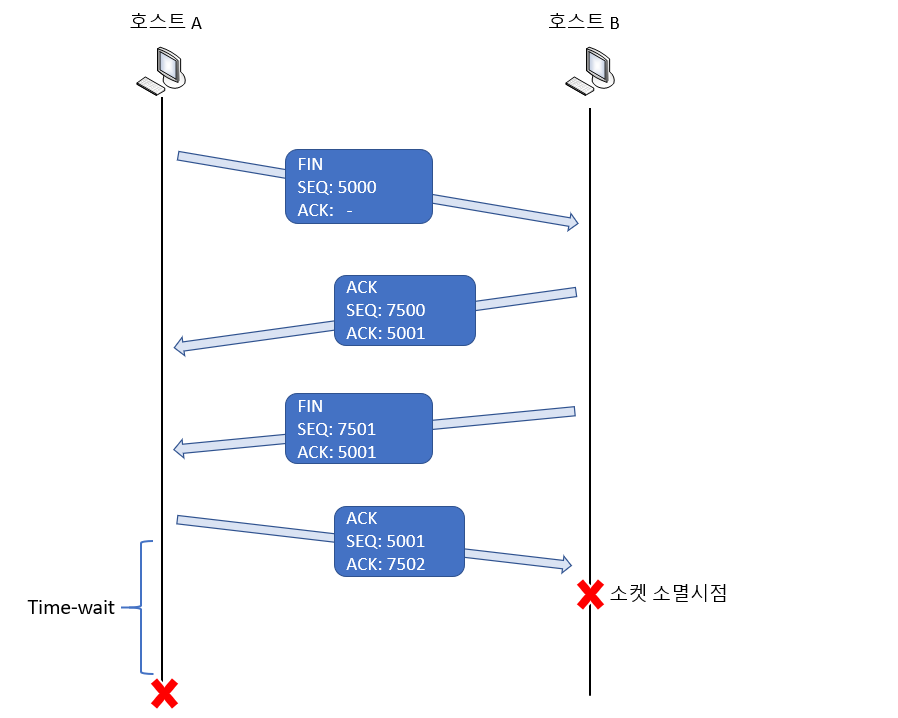 호스트 A
호스트 B
FIN
SEQ: 5000
ACK: -
ACK
SEQ: 7500
ACK: 5001
FIN
SEQ: 7501
ACK: 5001
ACK
SEQ: 5001
ACK: 7502
소켓 소멸시점
Time-wait